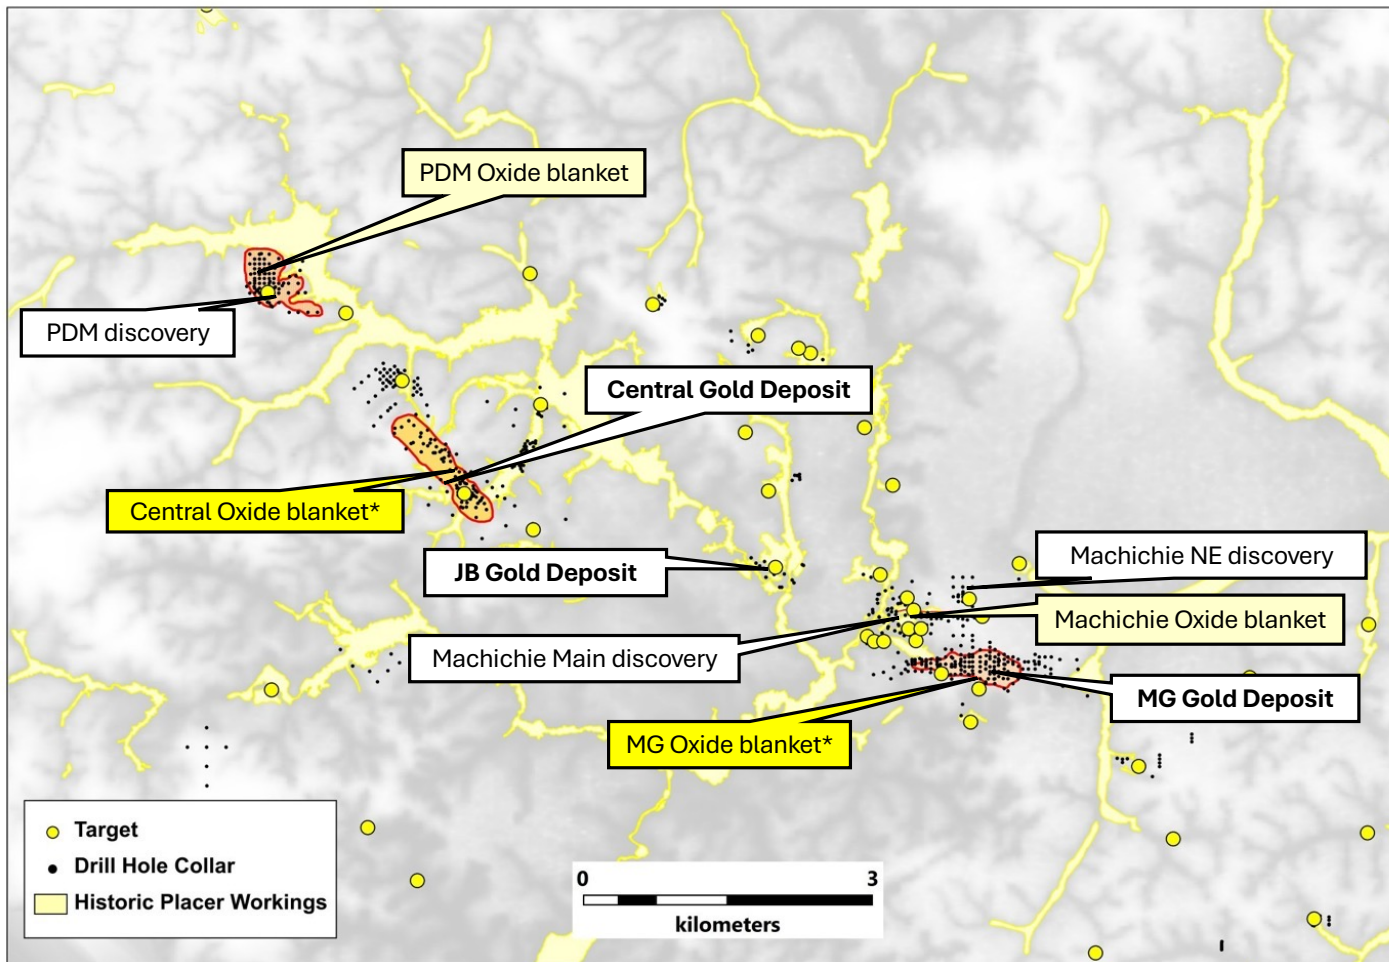 PDM Oxide blanket
PDM discovery
Central Gold Deposit
Central Oxide blanket*
JB Gold Deposit
Machichie NE discovery
Machichie Oxide blanket
Machichie Main discovery
MG Gold Deposit
MG Oxide blanket*
Target
Drill Hole Collar
Historic Placer Workings
0 3
kilometers